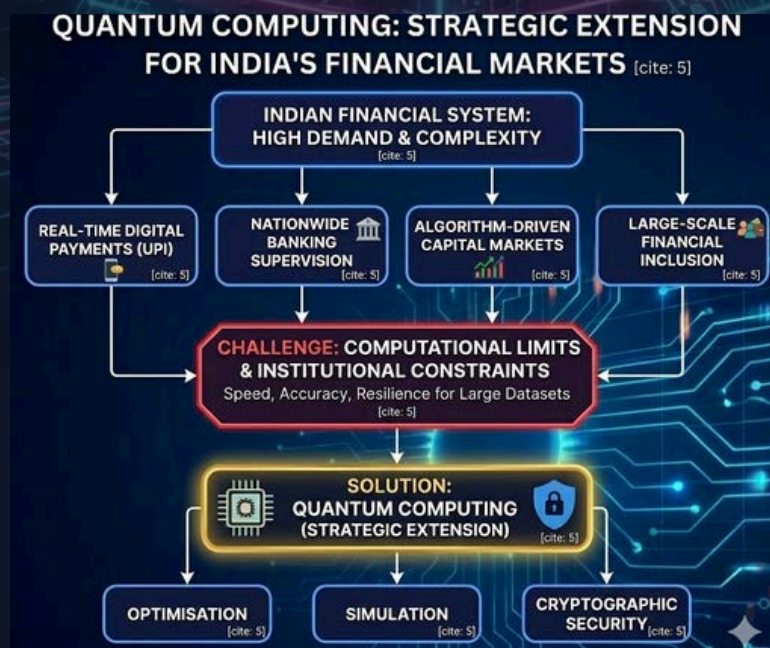 QUANTUM COMPUTING: STRATEGIC EXTENSION
FOR INDIA'S FINANCIAL MARKETS [cite: 5]
INDIAN FINANCIAL SYSTEM:
HIGH DEMAND & COMPLEXITY
[cite: 5]
REAL-TIME DIGITAL
PAYMENTS (UPI)
[cite: 5]
NATIONWIDE
BANKING
SUPERVISION
[cite: 5]
ALGORITHM-DRIVEN
CAPITAL MARKETS
[cite: 5]
LARGE-SCALE
FINANCIAL
INCLUSION
[cite: 5]
CHALLENGE: COMPUTATIONAL LIMITS
& INSTITUTIONAL CONSTRAINTS
Speed, Accuracy, Resilience for Large Datasets
[cite: 5]
SOLUTION:
QUANTUM COMPUTING
(STRATEGIC EXTENSION)
[cite: 5]
OPTIMISATION
[cite: 5]
SIMULATION
[cite: 5]
CRYPTOGRAPHIC
SECURITY [cite: 5]